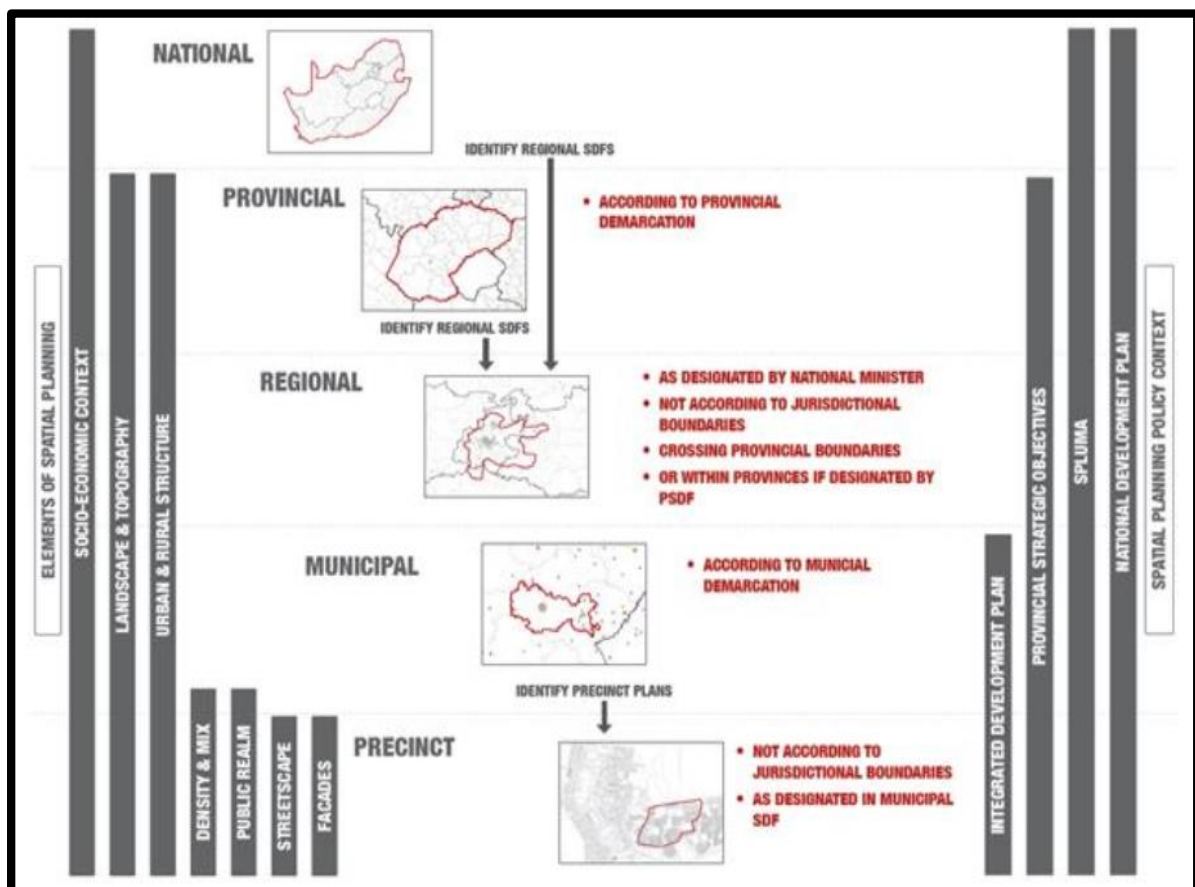 NATIONAL
IDENTIFY REGIONAL SDFS
PROVINCIAL
• ACCORDING TO PROVINCIAL
DEMARCATION
IDENTIFY REGIONAL SDFS
REGIONAL
• AS DESIGNATED BY NATIONAL MINISTER
• NOT ACCORDING TO JURISDICTIONAL
BOUNDARIES
• CROSSING PROVINCIAL BOUNDARIES
• OR WITHIN PROVINCES IF DESIGNATED BY
PSDF
MUNICIPAL
• ACCORDING TO MUNICIAL
DEMARCATION
IDENTIFY PRECINCT PLANS
PRECINCT
• NOT ACCORDING TO
JURISDICTIONAL BOUNDARIES
• AS DESIGNATED IN MUNICIPAL
SDF
ELEMENTS OF SPATIAL PLANNING
SOCIO-ECONOMIC CONTEXT
LANDSCAPE & TOPOGRAPHY
URBAN & RURAL STRUCTURE
DENSITY & MIX
PUBLIC REALM
STREETSCAPE
FACADES
INTEGRATED DEVELOPMENT PLAN
PROVINCIAL STRATEGIC OBJECTIVES
SPLUMA
NATIONAL DEVELOPMENT PLAN
SPATIAL PLANNING POLICY CONTEXT